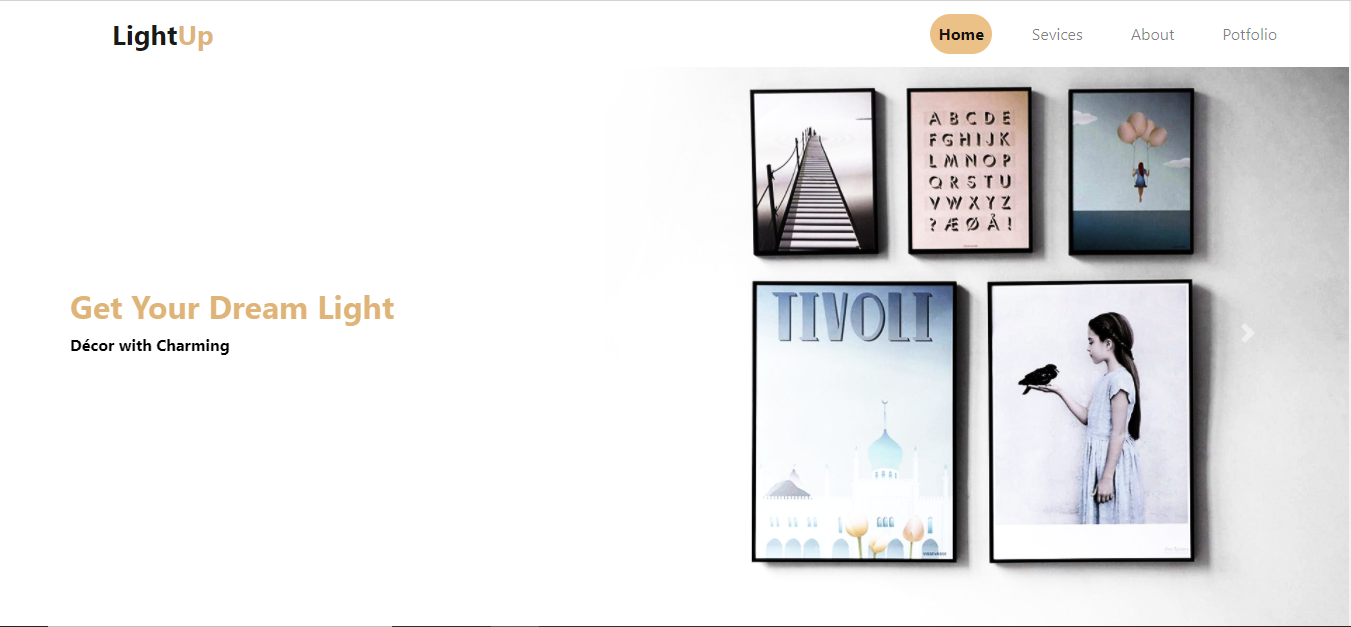 LightUp
Home Sevices About Potfolio
A B C D E
F G H I J K
L M N O P
Q R S T U
V W X Y Z
? Æ Ø Å !
TIVOLI
Get Your Dream Light
Décor with Charming